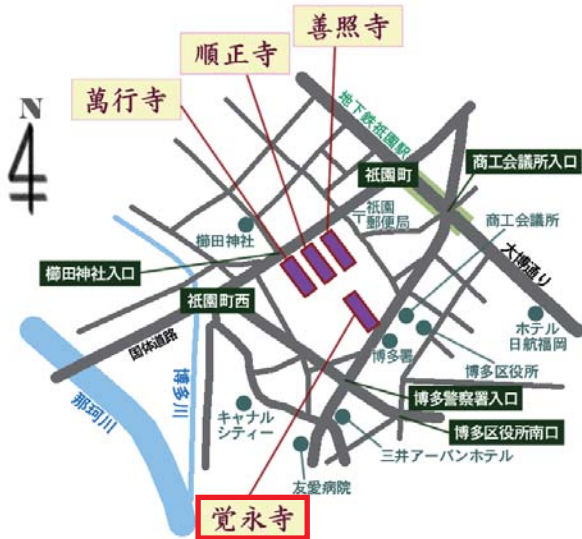 善照寺
順正寺
萬行寺
N
地下鉄祇園駅
祇園町
商工会議所入口
〒祇園
郵便局
商工会議所
櫛田神社
櫛田神社入口
大博通り
祇園町西
国体道路
ホテル
日航福岡
博多署
博多区役所
那珂川
博多川
博多警察署入口
キャナル
シティー
博多区役所南口
三井アーバンホテル
友愛病院
覚永寺